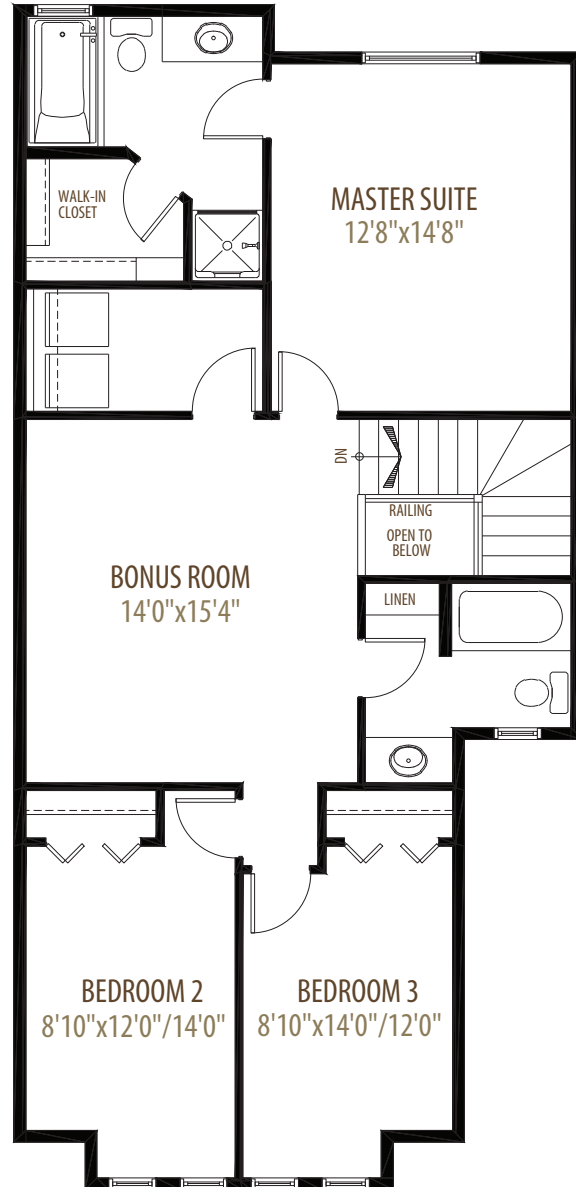 WALK-IN
CLOSET
MASTER SUITE
12'8"x14'8"
DN
RAILING
OPEN TO
BELOW
BONUS ROOM
14'0"x15'4"
LINEN
BEDROOM 2
8'10"x12'0"/14'0"
BEDROOM 3
8'10"x14'0"/12'0"